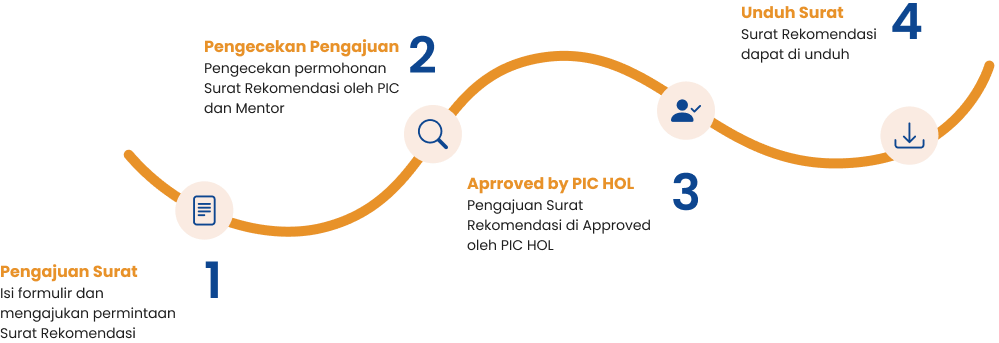 Pengajuan Surat
1
Isi formulir dan
mengajukan permintaan
Surat Rekomendasi
Pengecekan Pengajuan
2
Pengecekan permohonan
Surat Rekomendasi oleh PIC
dan Mentor
Aprroved by PIC HOL
3
Pengajuan Surat
Rekomendasi di Approved
oleh PIC HOL
Unduh Surat
4
Surat Rekomendasi
dapat di unduh